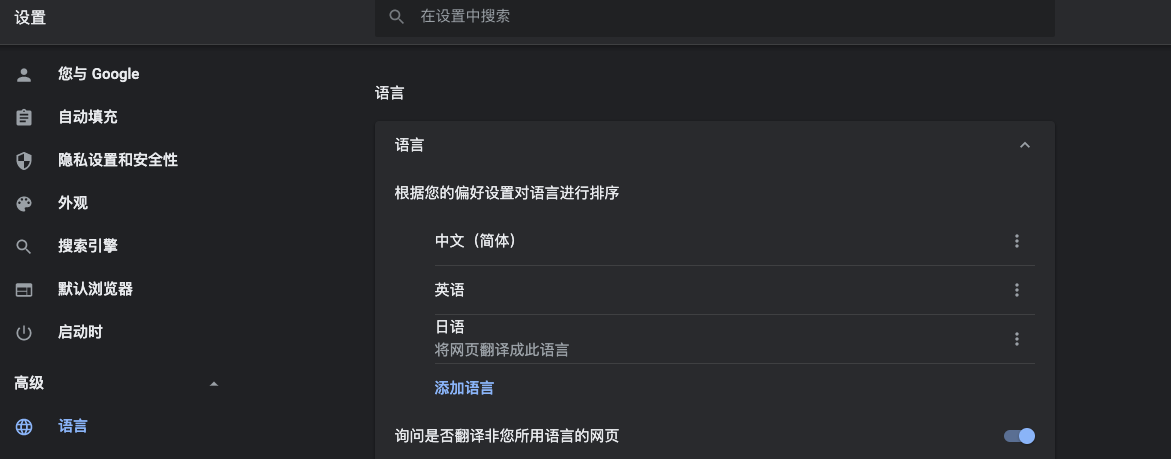 设置
在设置中搜索
您与 Google
自动填充
隐私设置和安全性
外观
搜索引擎
默认浏览器
启动时
高级
语言
语言
语言
根据您的偏好设置对语言进行排序
中文（简体）
英语
日语
将网页翻译成此语言
添加语言
询问是否翻译非您所用语言的网页